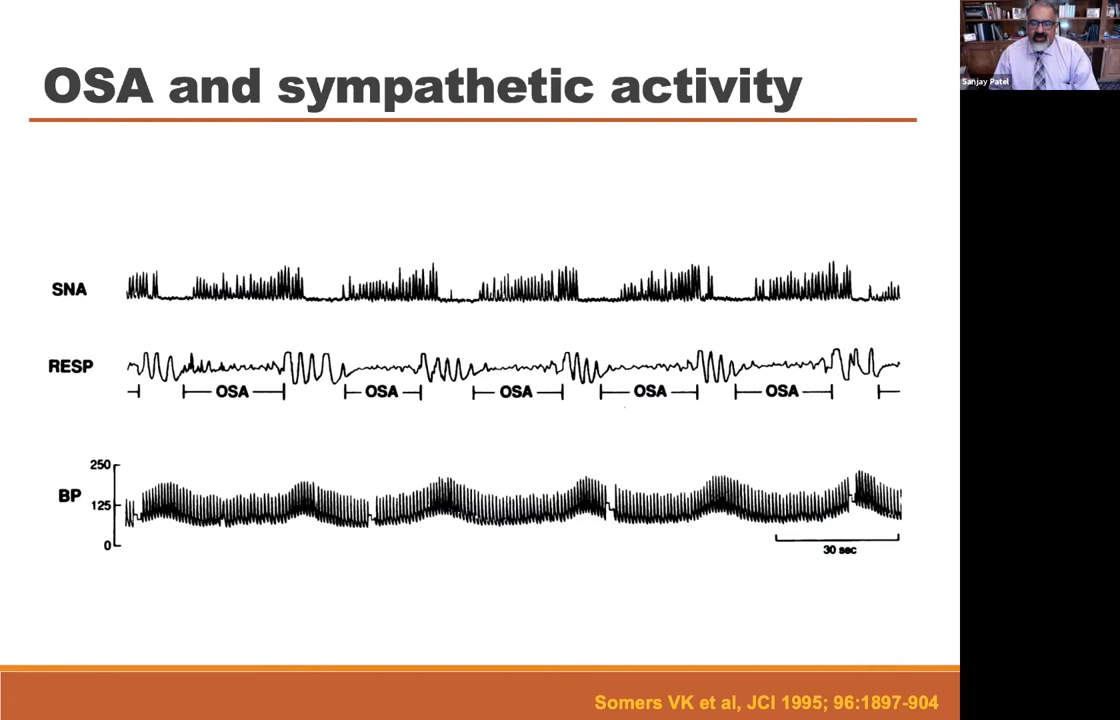 OSA and sympathetic activity
Sanjay Patel
SNA
RESP
OSA OSA OSA OSA OSA
250
BP
125
0
30 sec
Somers VK et al, JCI 1995; 96:1897-904